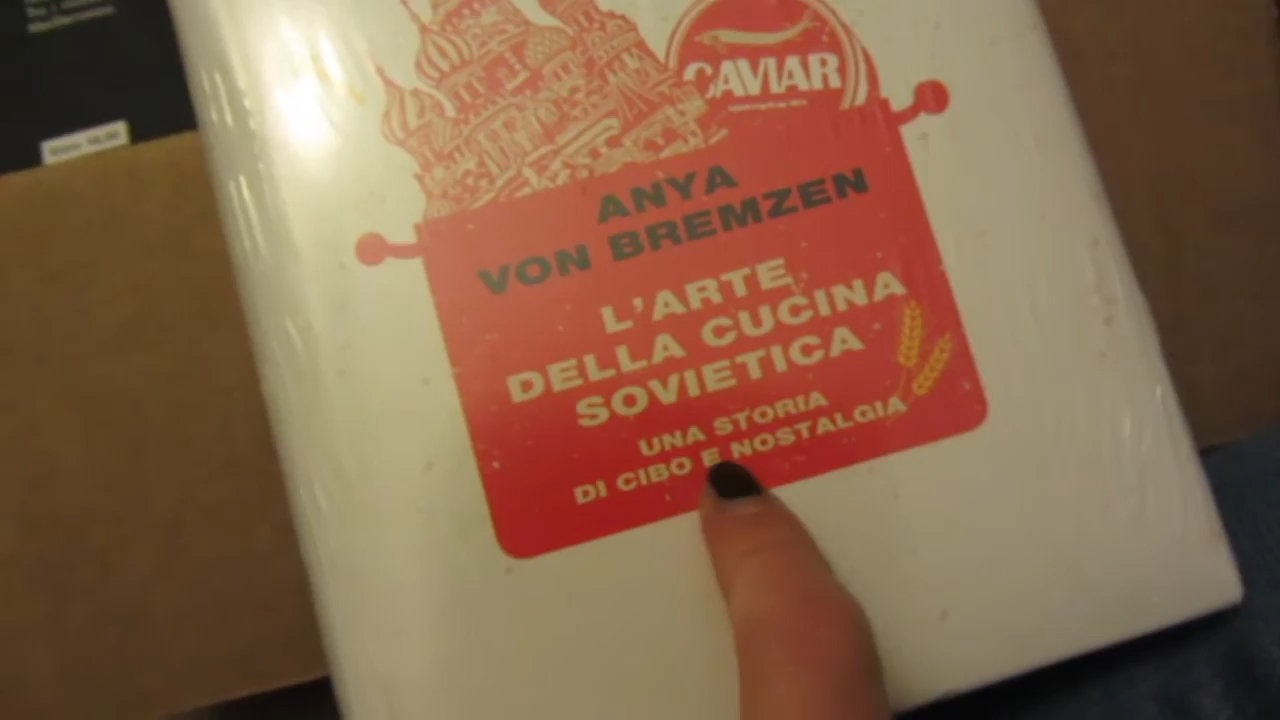 CAVIAR
ANYA
VON BREMZEN
L'ARTE
DELLA CUCINA
SOVIETICA
UNA STORIA
DI CIBO E NOSTALGIA